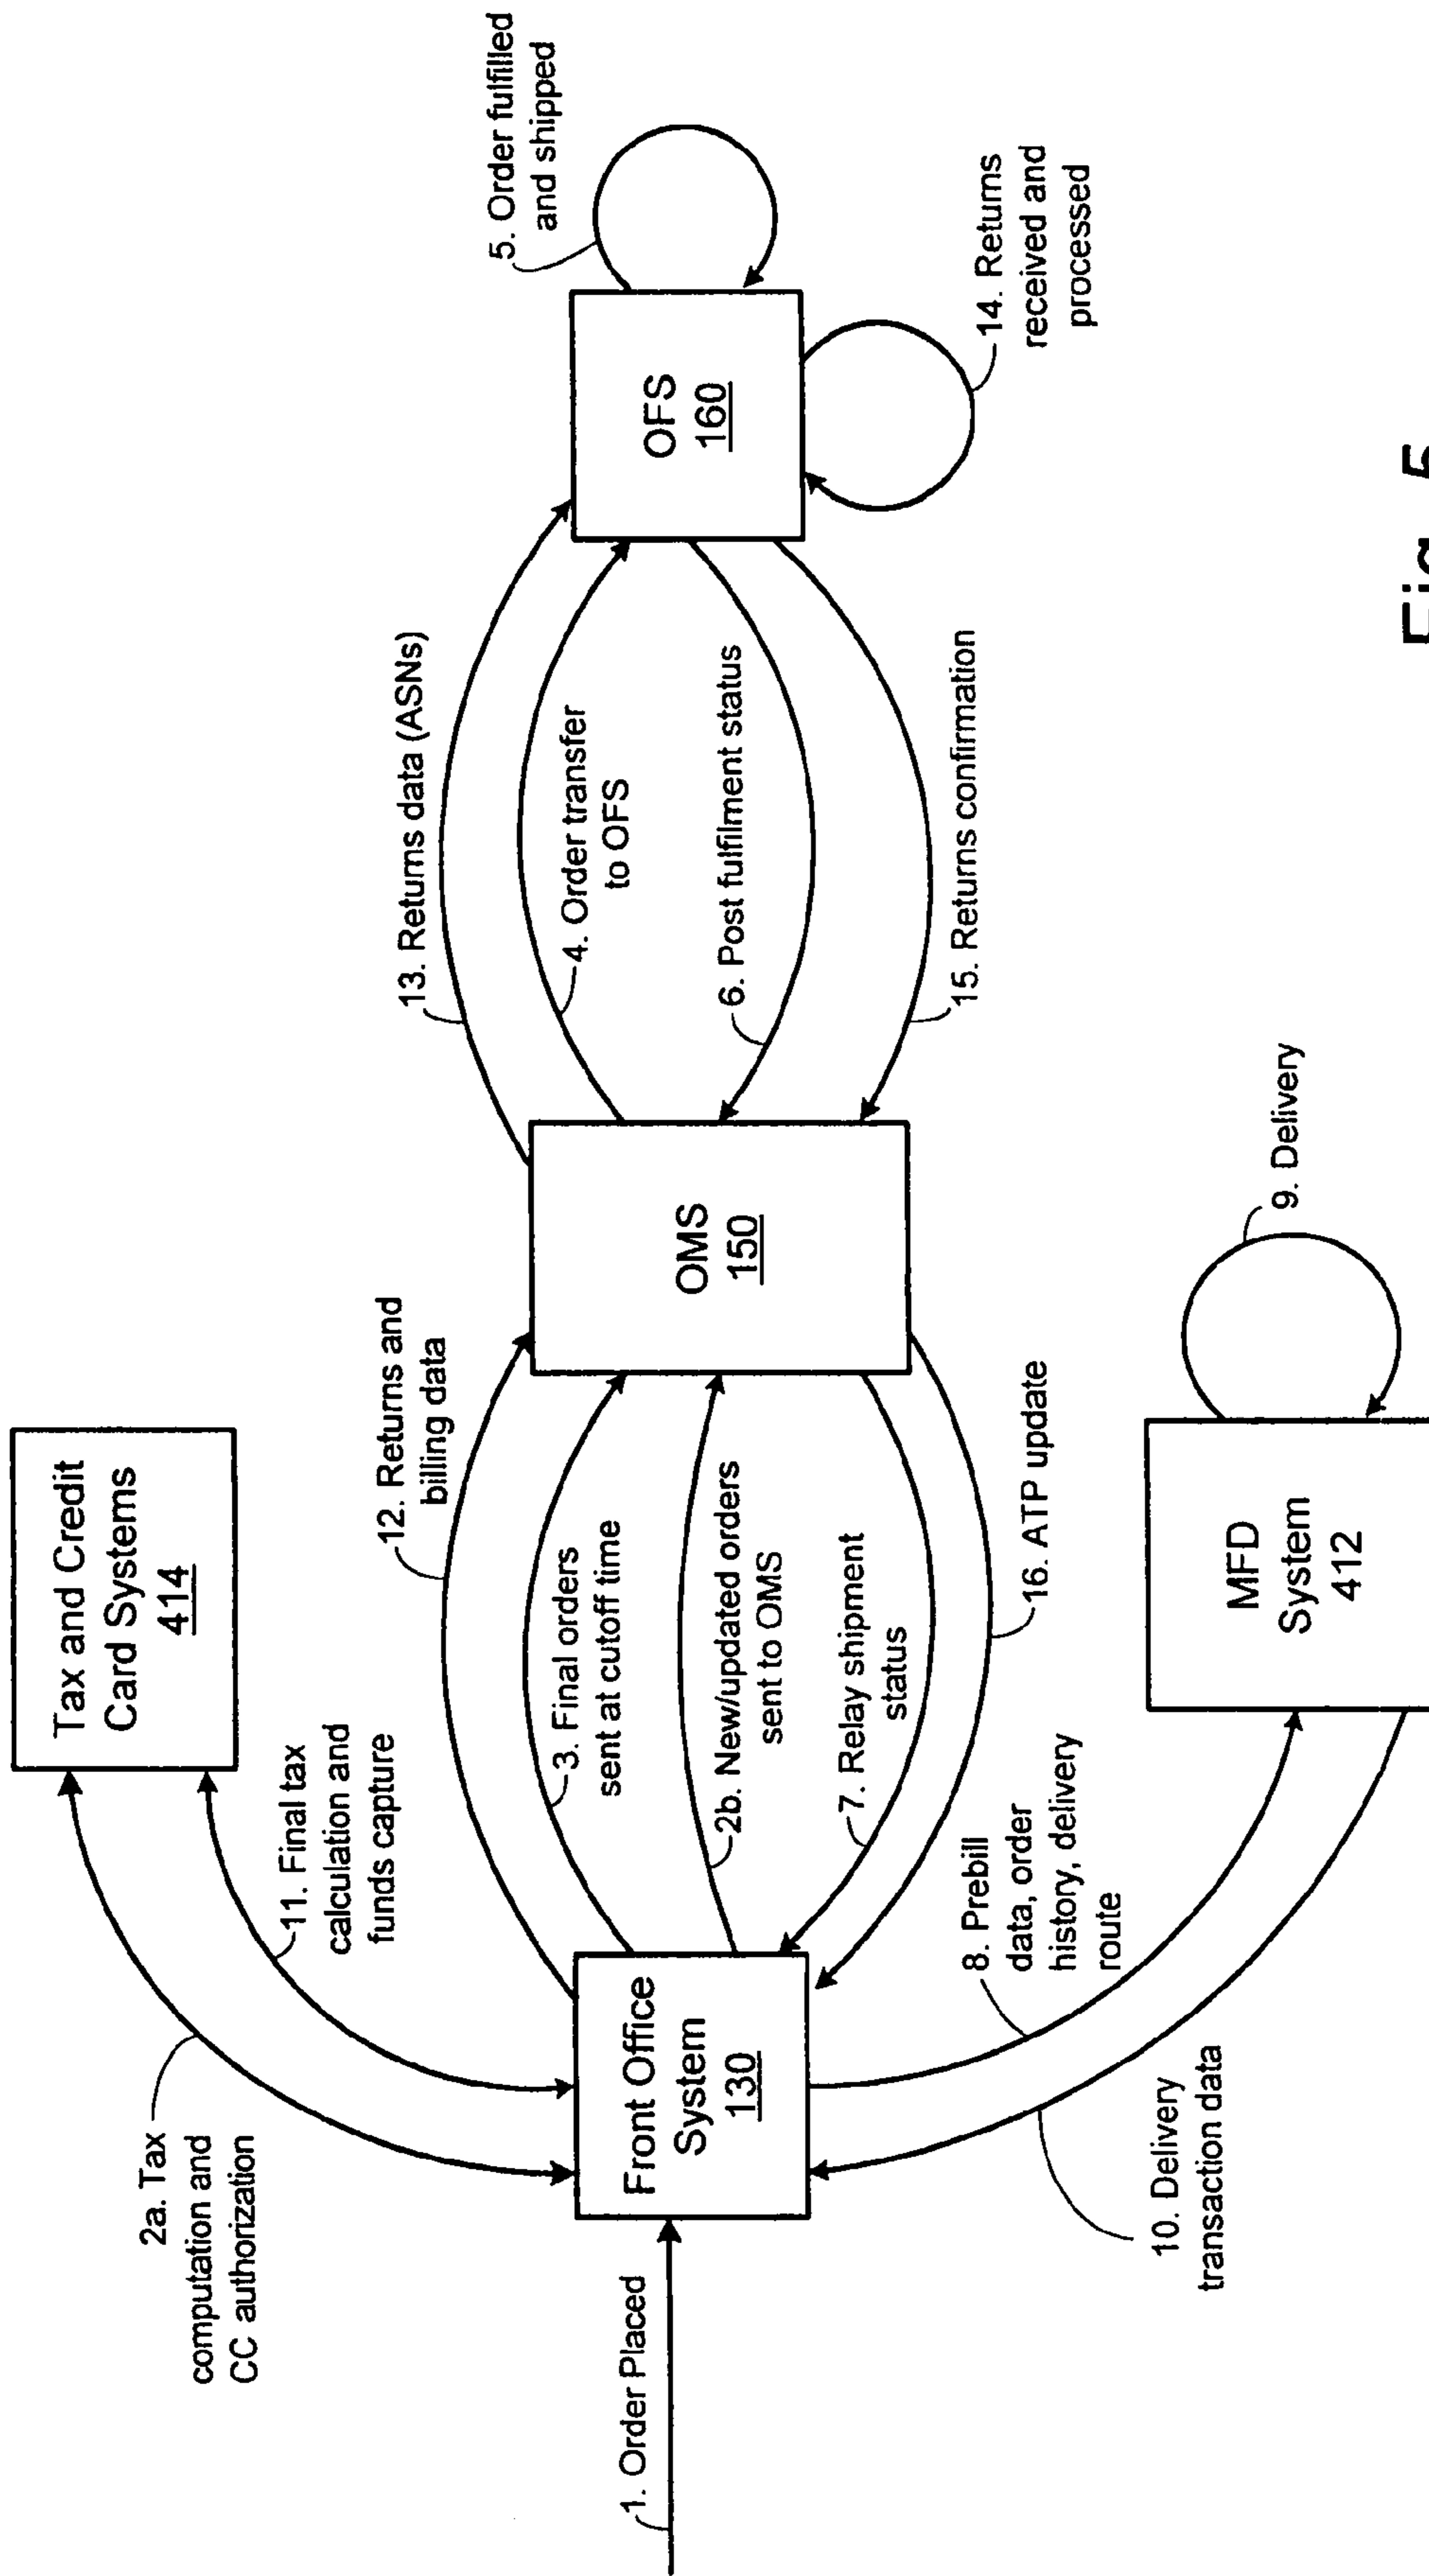 Tax and Credit
Card Systems
414
2a. Tax
computation and
CC authorization
11. Final tax
calculation and
funds capture
12. Returns and
billing data
13. Returns data (ASNs)
5. Order fulfilled
and shipped
3. Final orders
sent at cutoff time
4. Order transfer
to OFS
1. Order Placed
Front Office
System
130
2b. New/updated orders
sent to OMS
OMS
150
6. Post fulfilment status
OFS
160
7. Relay shipment
status
15. Returns confirmation
14. Returns
received and
processed
16. ATP update
8. Prebill
data, order
history, delivery
route
10. Delivery
transaction data
MFD
System
412
9. Delivery
Fig. 5